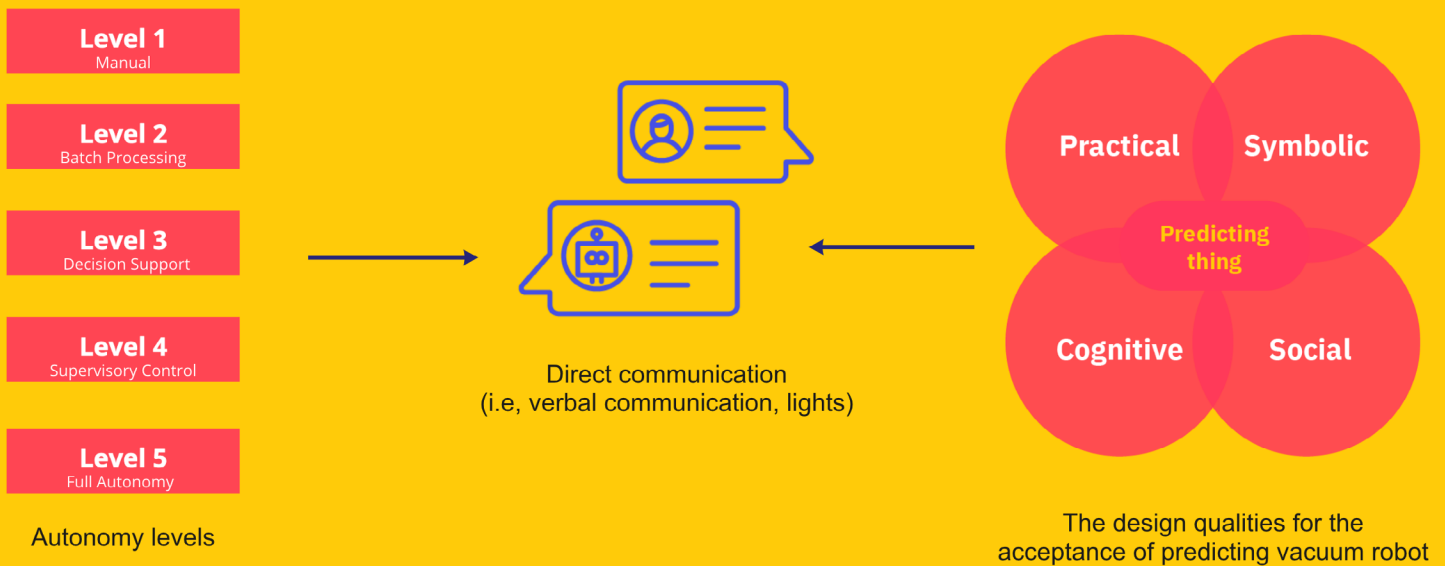 Level 1
Manual
Level 2
Batch Processing
Level 3
Decision Support
Level 4
Supervisory Control
Level 5
Full Autonomy
Autonomy levels
Direct communication
(i.e, verbal communication, lights)
Practical
Symbolic
Predicting
thing
Cognitive
Social
The design qualities for the
acceptance of predicting vacuum robot